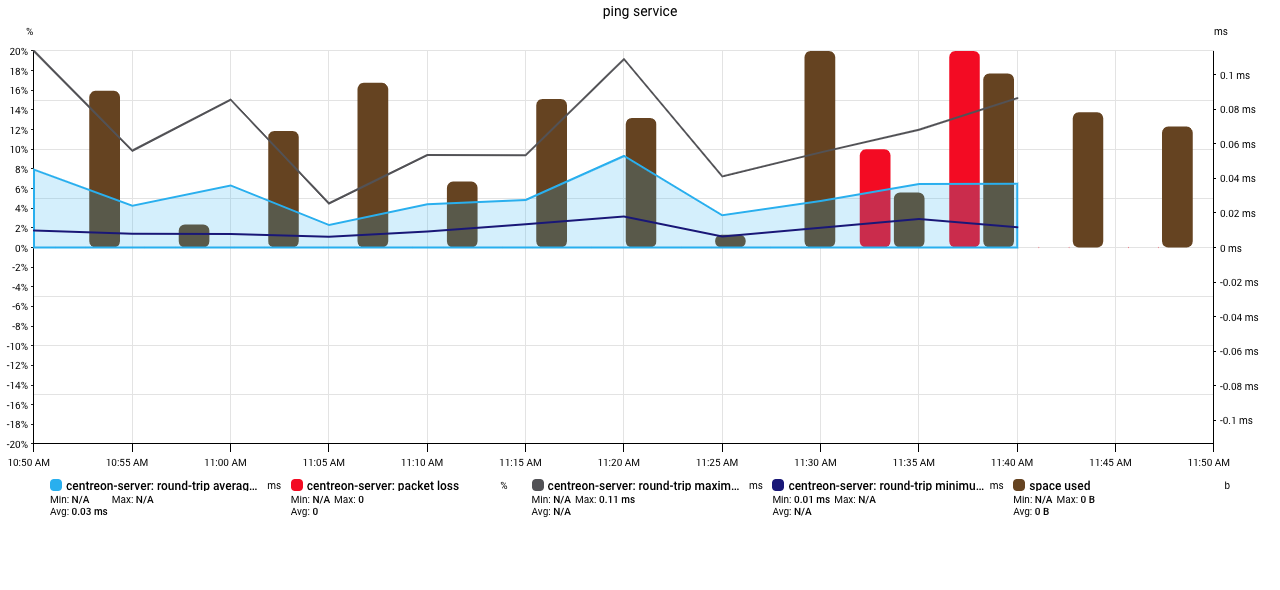 ping service
% ms
20%
18%
16%
14%
12%
10%
8%
6%
4%
2%
0%
-2%
-4%
-6%
-8%
-10%
-12%
-14%
-16%
-18%
-20%
0.1 ms
0.08 ms
0.06 ms
0.04 ms
0.02 ms
0 ms
-0.02 ms
-0.04 ms
-0.06 ms
-0.08 ms
-0.1 ms
10:50 AM 10:55 AM 11:00 AM 11:05 AM 11:10 AM 11:15 AM 11:20 AM 11:25 AM 11:30 AM 11:35 AM 11:40 AM 11:45 AM 11:50 AM
centreon-server: round-trip averag... ms
Min: N/A Max: N/A
Avg: 0.03 ms
centreon-server: packet loss %
Min: N/A Max: 0
Avg: 0
centreon-server: round-trip maxim... ms
Min: N/A Max: 0.11 ms
Avg: N/A
centreon-server: round-trip minimu... ms
Min: 0.01 ms Max: N/A
Avg: N/A
space used b
Min: N/A Max: 0 B
Avg: 0 B